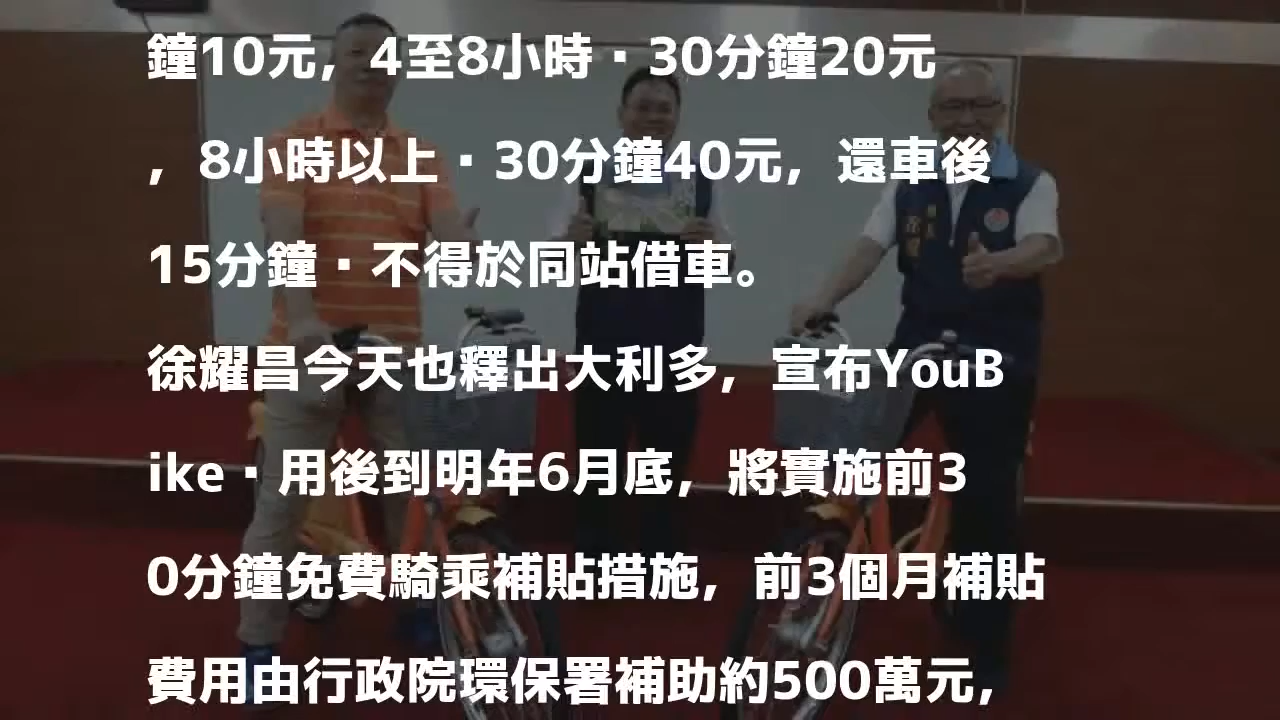 鐘10元，4至8小時▪30分鐘20元
，8小時以上▪30分鐘40元，還車後
15分鐘▪不得於同站借車。
徐耀昌今天也釋出大利多，宣布YouB
ike▪用後到明年6月底，將實施前3
0分鐘免費騎乘補貼措施，前3個月補貼
費用由行政院環保署補助約500萬元，